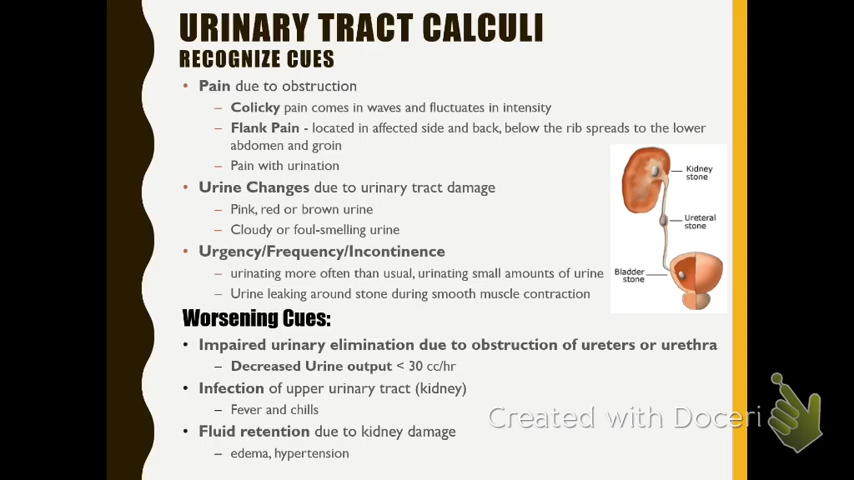 URINARY TRACT CALCULI
RECOGNIZE CUES
• Pain due to obstruction
– Colicky pain comes in waves and fluctuates in intensity
– Flank Pain - located in affected side and back, below the rib spreads to the lower
abdomen and groin
– Pain with urination
• Urine Changes due to urinary tract damage
– Pink, red or brown urine
– Cloudy or foul-smelling urine
• Urgency/Frequency/Incontinence
– urinating more often than usual, urinating small amounts of urine
– Urine leaking around stone during smooth muscle contraction
Kidney
stone
Ureteral
stone
Bladder
stone
Worsening Cues:
• Impaired urinary elimination due to obstruction of ureters or urethra
– Decreased Urine output < 30 cc/hr
• Infection of upper urinary tract (kidney)
– Fever and chills
• Fluid retention due to kidney damage
– edema, hypertension
Created with Doceri